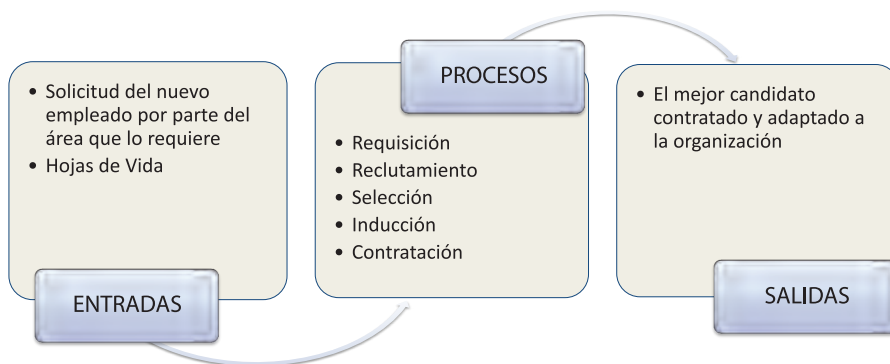 • Solicitud del nuevo
empleado por parte del
área que lo requiere
• Hojas de Vida
ENTRADAS
PROCESOS
• Requisición
• Reclutamiento
• Selección
• Inducción
• Contratación
• El mejor candidato
contratado y adaptado a
la organización
SALIDAS